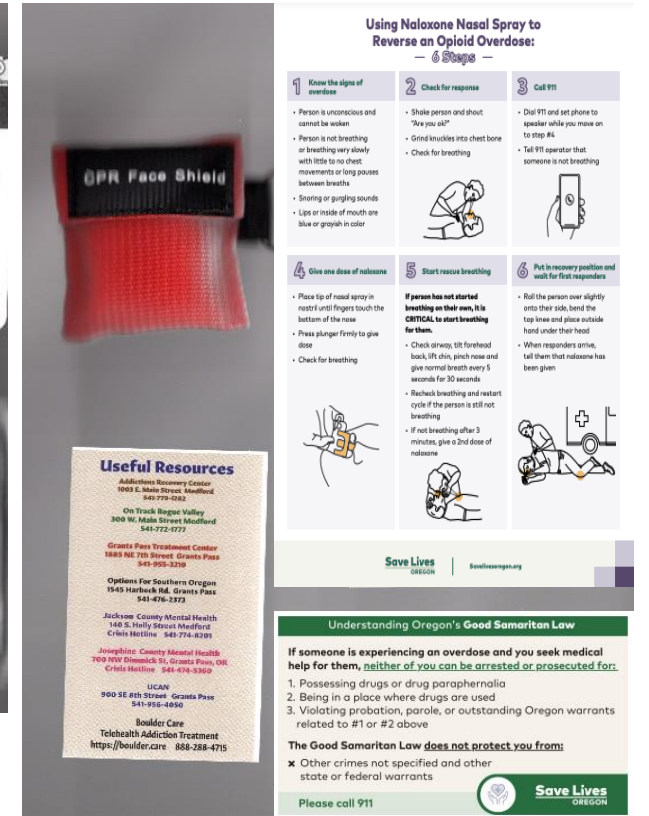 CPR Face Shield
Useful Resources
Addictions Recovery Center
1003 E. Main Street Medford
541-779-1282
On Track Rogue Valley
300 W. Main Street Medford
541-772-1777
Grants Pass Treatment Center
1885 NE 7th Street Grants Pass
541-955-3210
Options For Southern Oregon
1545 Harbeck Rd. Grants Pass
541-476-2373
Jackson County Mental Health
140 S. Holly Street Medford
Crisis Hotline 541-774-8201
Josephine County Mental Health
700 NW Dimmick St, Grants Pass, OR
Crisis Hotline 541-474-5360
UCAN
900 SE 8th Street Grants Pass
541-956-4050
Boulder Care
Telehealth Addiction Treatment
https://boulder.care 888-288-4715
Using Naloxone Nasal Spray to
Reverse an Opioid Overdose:
— 6 Steps —
1 Know the signs of
overdose
• Person is unconscious and
cannot be woken
• Person is not breathing
or breathing very slowly
with little to no chest
movements or long pauses
between breaths
• Snoring or gurgling sounds
• Lips or inside of mouth are
blue or grayish in color
2 Check for response
• Shake person and shout
"Are you ok?"
• Grind knuckles into chest bone
• Check for breathing
3 Call 911
• Dial 911 and set phone to
speaker while you move on
to step #4
• Tell 911 operator that
someone is not breathing
4 Give one dose of naloxone
• Place tip of nasal spray in
nostril until fingers touch the
bottom of the nose
• Press plunger firmly to give
dose
• Check for breathing
5 Start rescue breathing
If person has not started
breathing on their own, it is
CRITICAL to start breathing
for them.
• Check airway, tilt forehead
back, lift chin, pinch nose and
give normal breath every 5
seconds for 30 seconds
• Recheck breathing and restart
cycle if the person is still not
breathing
• If not breathing after 3
minutes, give a 2nd dose of
naloxone
6 Put in recovery position and
wait for first responders
• Roll the person over slightly
onto their side, bend the
top knee and place outside
hand under their head
• When responders arrive,
tell them that naloxone has
been given
Save Lives
OREGON
Savelivesoregon.org
Understanding Oregon's Good Samaritan Law
If someone is experiencing an overdose and you seek medical
help for them, neither of you can be arrested or prosecuted for:
1. Possessing drugs or drug paraphernalia
2. Being in a place where drugs are used
3. Violating probation, parole, or outstanding Oregon warrants
related to #1 or #2 above
The Good Samaritan Law does not protect you from:
× Other crimes not specified and other
state or federal warrants
Please call 911
Save Lives
OREGON